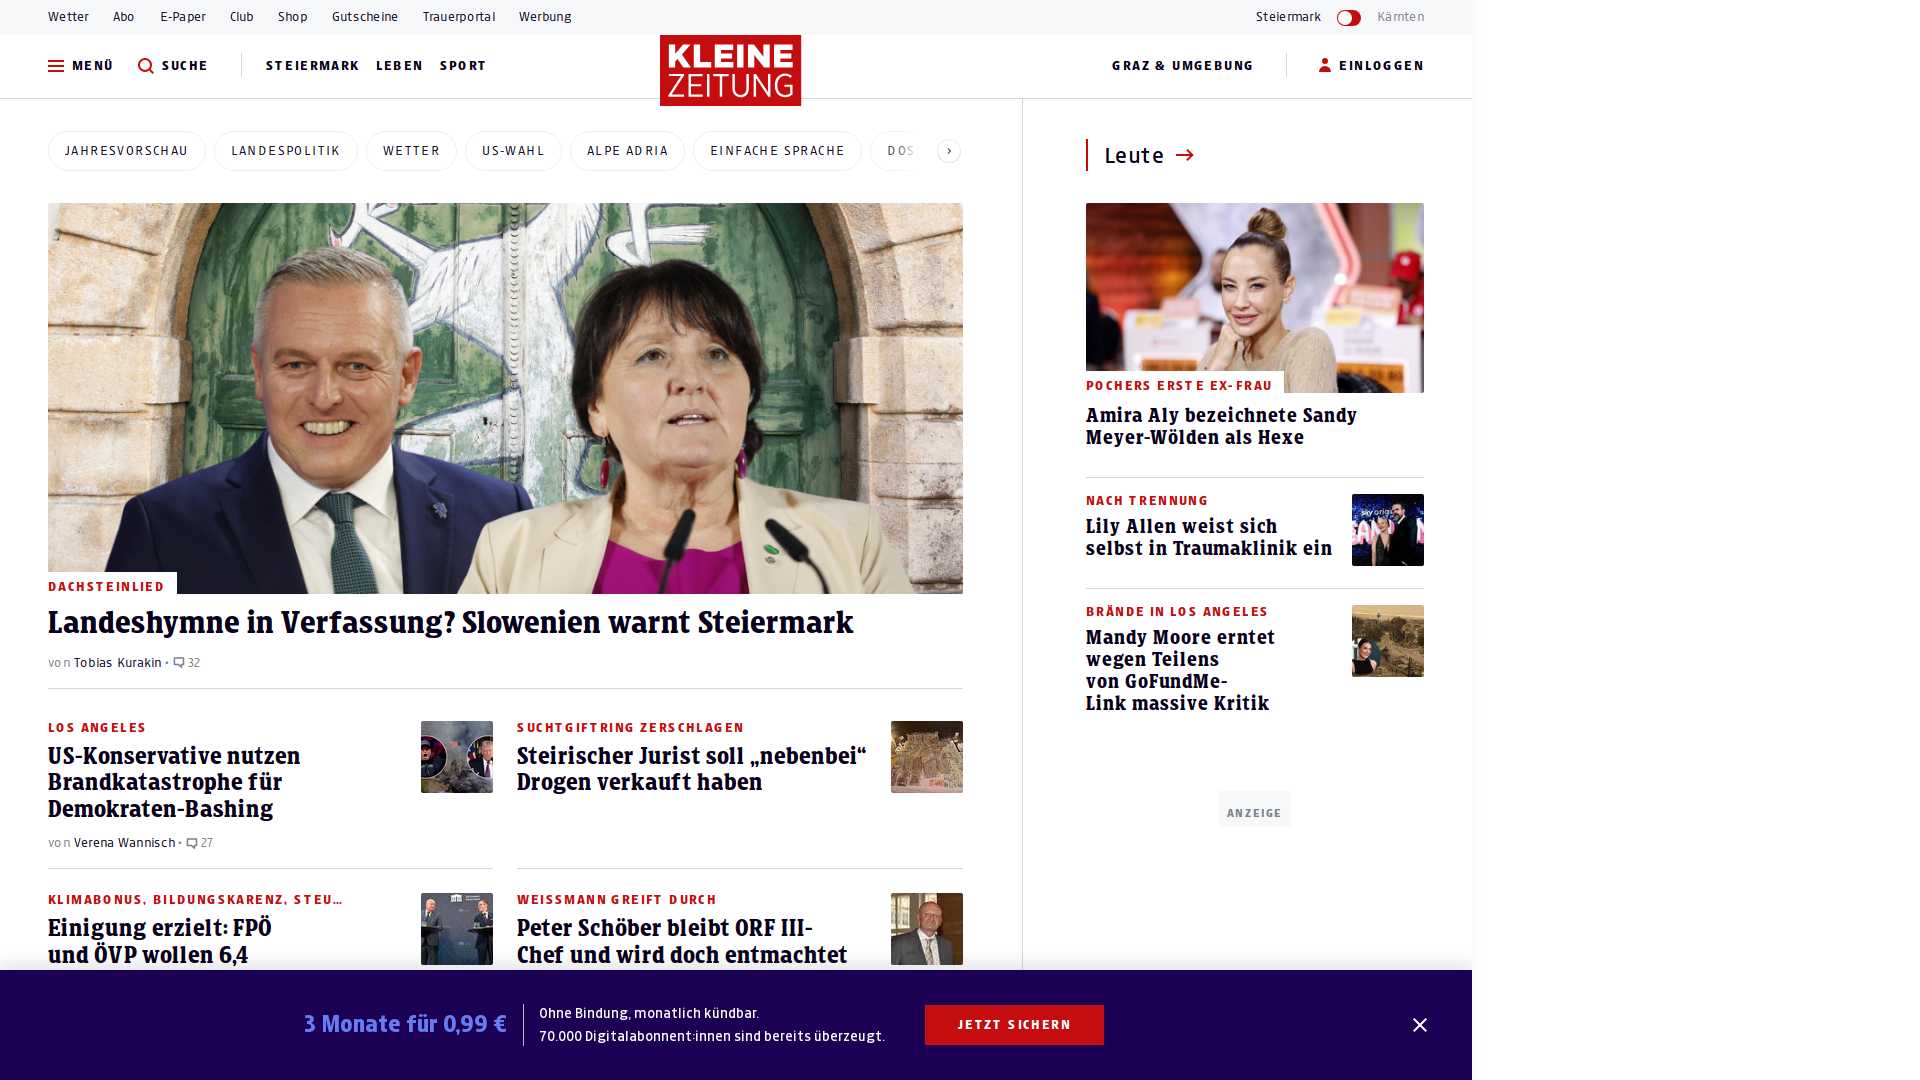 Wetter Abo E-Paper Club Shop Gutscheine Trauerportal Werbung
Steiermark Kärnten
MENÜ SUCHE STEIERMARK LEBEN SPORT
KLEINE
ZEITUNG
GRAZ & UMGEBUNG EINLOGGEN
JAHRESVORSCHAU LANDESPOLITIK WETTER US-WAHL ALPE ADRIA EINFACHE SPRACHE DOS
DACHSTEINLIED
Landeshymne in Verfassung? Slowenien warnt Steiermark
von Tobias Kurakin • 32
LOS ANGELES
US-Konservative nutzen
Brandkatastrophe für
Demokraten-Bashing
von Verena Wannisch • 27
SUCHTGIFTRING ZERSCHLAGEN
Steirischer Jurist soll „nebenbei“
Drogen verkauft haben
KLIMABONUS, BILDUNGSKARENZ, STEU…
Einigung erzielt: FPÖ
und ÖVP wollen 6,4
WEISSMANN GREIFT DURCH
Peter Schöber bleibt ORF III-
Chef und wird doch entmachtet
Leute
POCHERS ERSTE EX-FRAU
Amira Aly bezeichnete Sandy
Meyer-Wölden als Hexe
NACH TRENNUNG
Lily Allen weist sich
selbst in Traumaklinik ein
sky orig
BRÄNDE IN LOS ANGELES
Mandy Moore erntet
wegen Teilens
von GoFundMe-
Link massive Kritik
ANZEIGE
3 Monate für 0,99 €
Ohne Bindung, monatlich kündbar.
70.000 Digitalabonnent:innen sind bereits überzeugt.
JETZT SICHERN